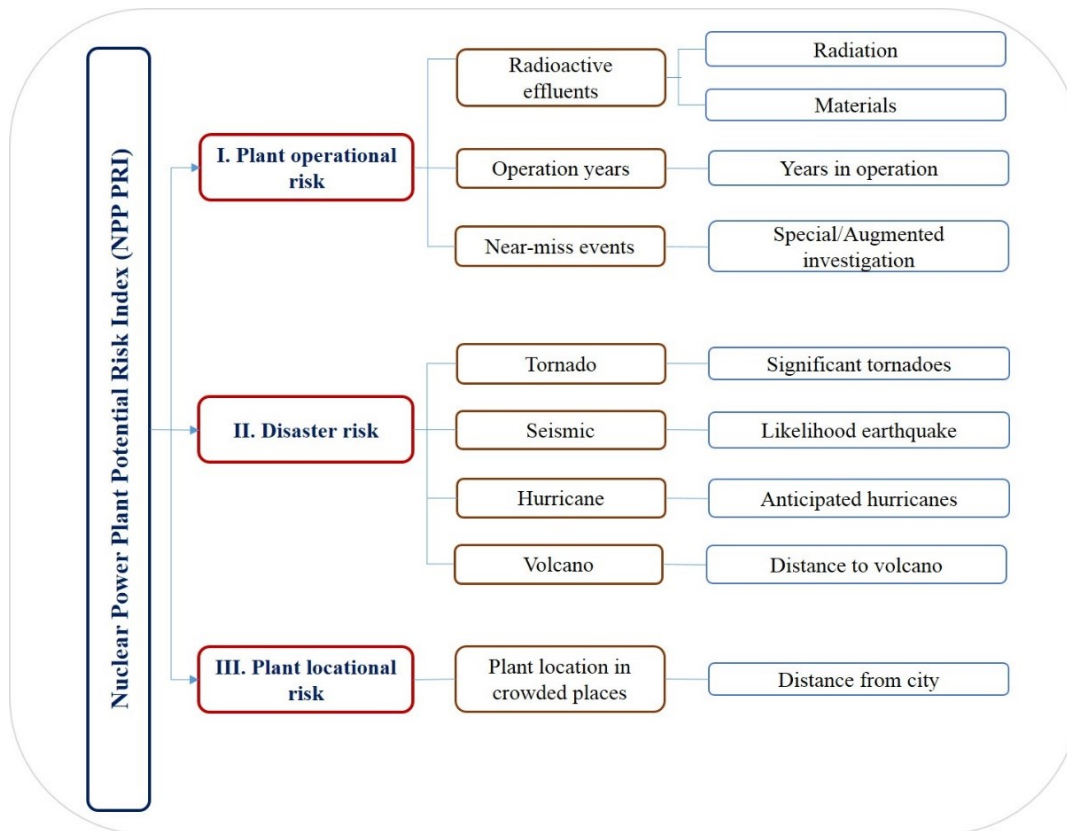 Nuclear Power Plant Potential Risk Index (NPP PRI)
I. Plant operational
risk
Radioactive
effluents
Radiation
Materials
Operation years
Years in operation
Near-miss events
Special/Augmented
investigation
II. Disaster risk
Tornado
Significant tornadoes
Seismic
Likelihood earthquake
Hurricane
Anticipated hurricanes
Volcano
Distance to volcano
III. Plant locational
risk
Plant location in
crowded places
Distance from city